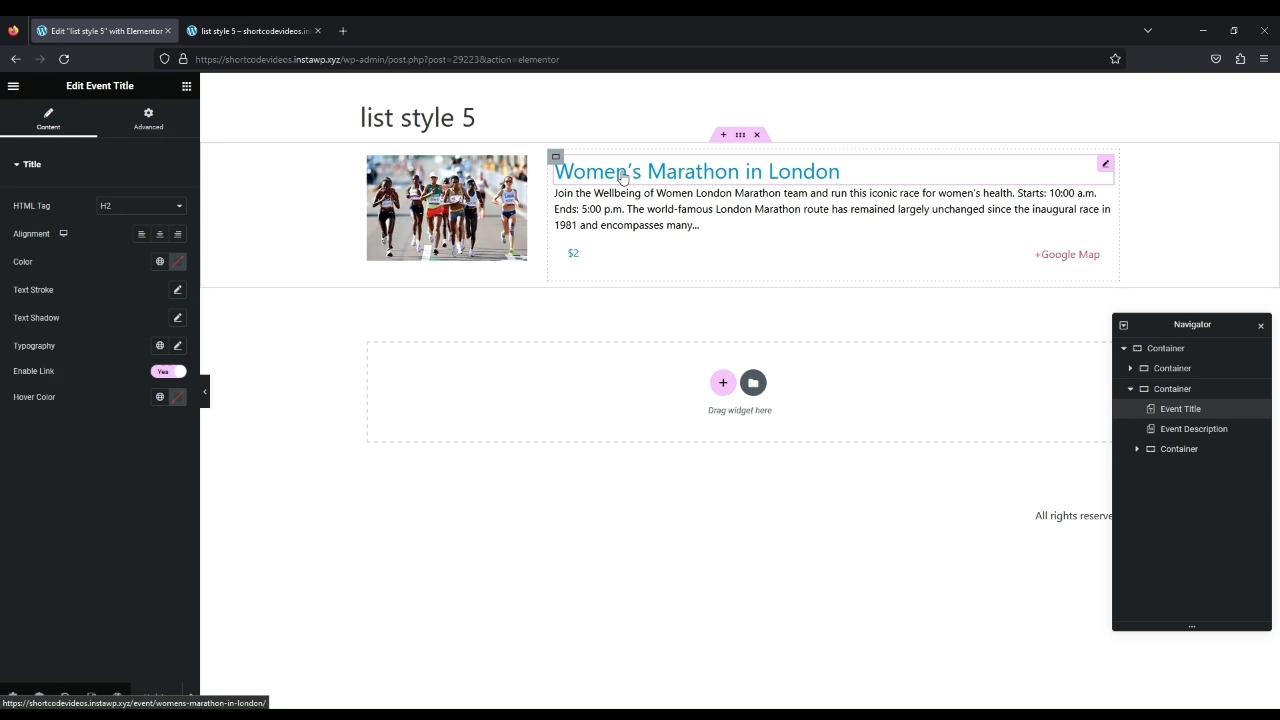 Edit "list style 5" with Elementor
list style 5 – shortcodevideos.in
https://shortcodevideos.instawp.xyz/wp-admin/post.php?post=29223&action=elementor
Edit Event Title
Content
Advanced
Title
HTML Tag
H2
Alignment
Color
Text Stroke
Text Shadow
Typography
Enable Link
Yes
Hover Color
list style 5
Women's Marathon in London
Join the Wellbeing of Women London Marathon team and run this iconic race for women's health. Starts: 10:00 a.m.
Ends: 5:00 p.m. The world-famous London Marathon route has remained largely unchanged since the inaugural race in
1981 and encompasses many...
$2
+Google Map
Drag widget here
All rights reserve
Navigator
Container
Container
Container
Event Title
Event Description
Container
https://shortcodevideos.instawp.xyz/event/womens-marathon-in-london/